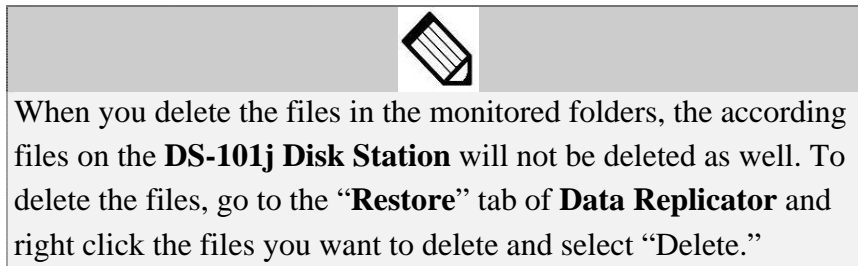 When you delete the files in the monitored folders, the according
files on the DS-101j Disk Station will not be deleted as well. To
delete the files, go to the “Restore” tab of Data Replicator and
right click the files you want to delete and select “Delete.”